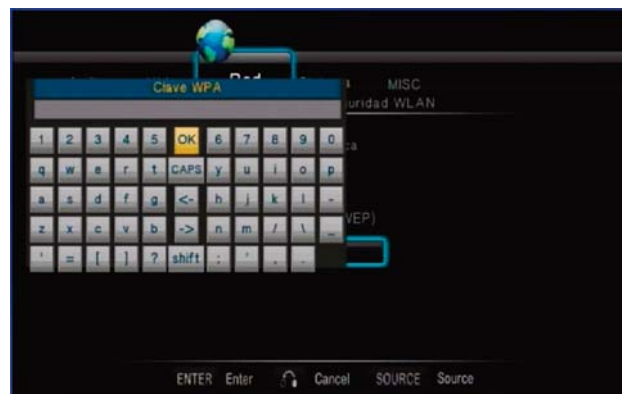 Red
MISC
Clave WPA
uridad WLAN
1 2 3 4 5 OK 6 7 8 9 0
q w e r t CAPS y u i o p
a s d f g <- h j k l -
z x c v b -> n m / \ _
' = [ ] ? shift : ' . .
VEP)
ENTER Enter Cancel SOURCE Source